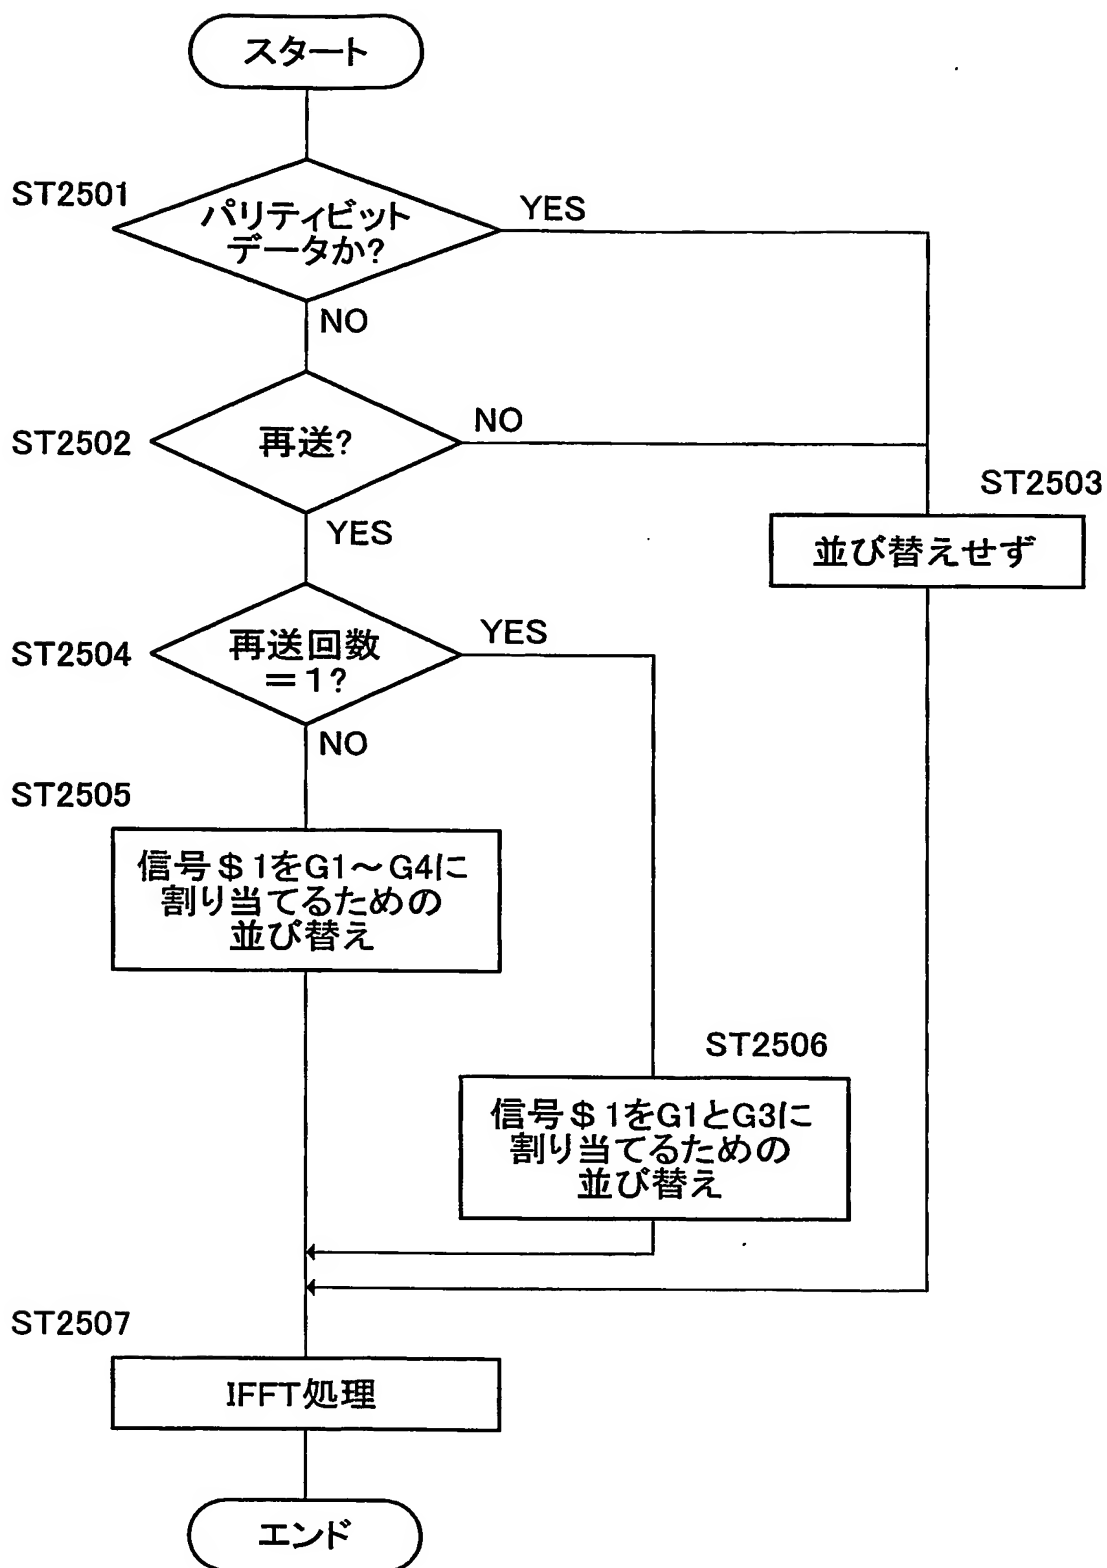 スタート
ST2501
パリティビット
データか?
YES
NO
ST2502
再送?
NO
YES
ST2503
並び替えせず
ST2504
再送回数
=1?
YES
NO
ST2505
信号$1をG1~G4に
割り当てるための
並び替え
ST2506
信号$1をG1とG3に
割り当てるための
並び替え
ST2507
IFFT処理
エンド